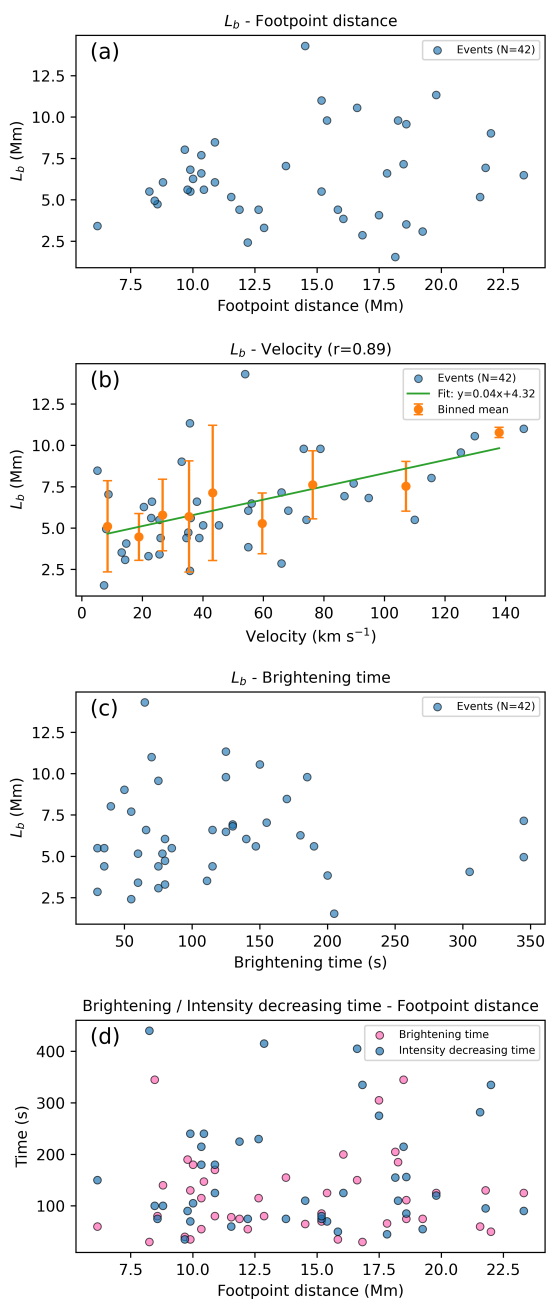 L_b - Footpoint distance
(a)
Events (N=42)
12.5
10.0
7.5
5.0
2.5
L_b (Mm)
7.5 10.0 12.5 15.0 17.5 20.0 22.5
Footpoint distance (Mm)
L_b - Velocity (r=0.89)
(b)
Events (N=42)
Fit: y=0.04x+4.32
Binned mean
12.5
10.0
7.5
5.0
2.5
L_b (Mm)
0 20 40 60 80 100 120 140
Velocity (km s⁻¹)
L_b - Brightening time
(c)
Events (N=42)
12.5
10.0
7.5
5.0
2.5
L_b (Mm)
50 100 150 200 250 300 350
Brightening time (s)
Brightening / Intensity decreasing time - Footpoint distance
(d)
Brightening time
Intensity decreasing time
400
300
200
100
Time (s)
7.5 10.0 12.5 15.0 17.5 20.0 22.5
Footpoint distance (Mm)